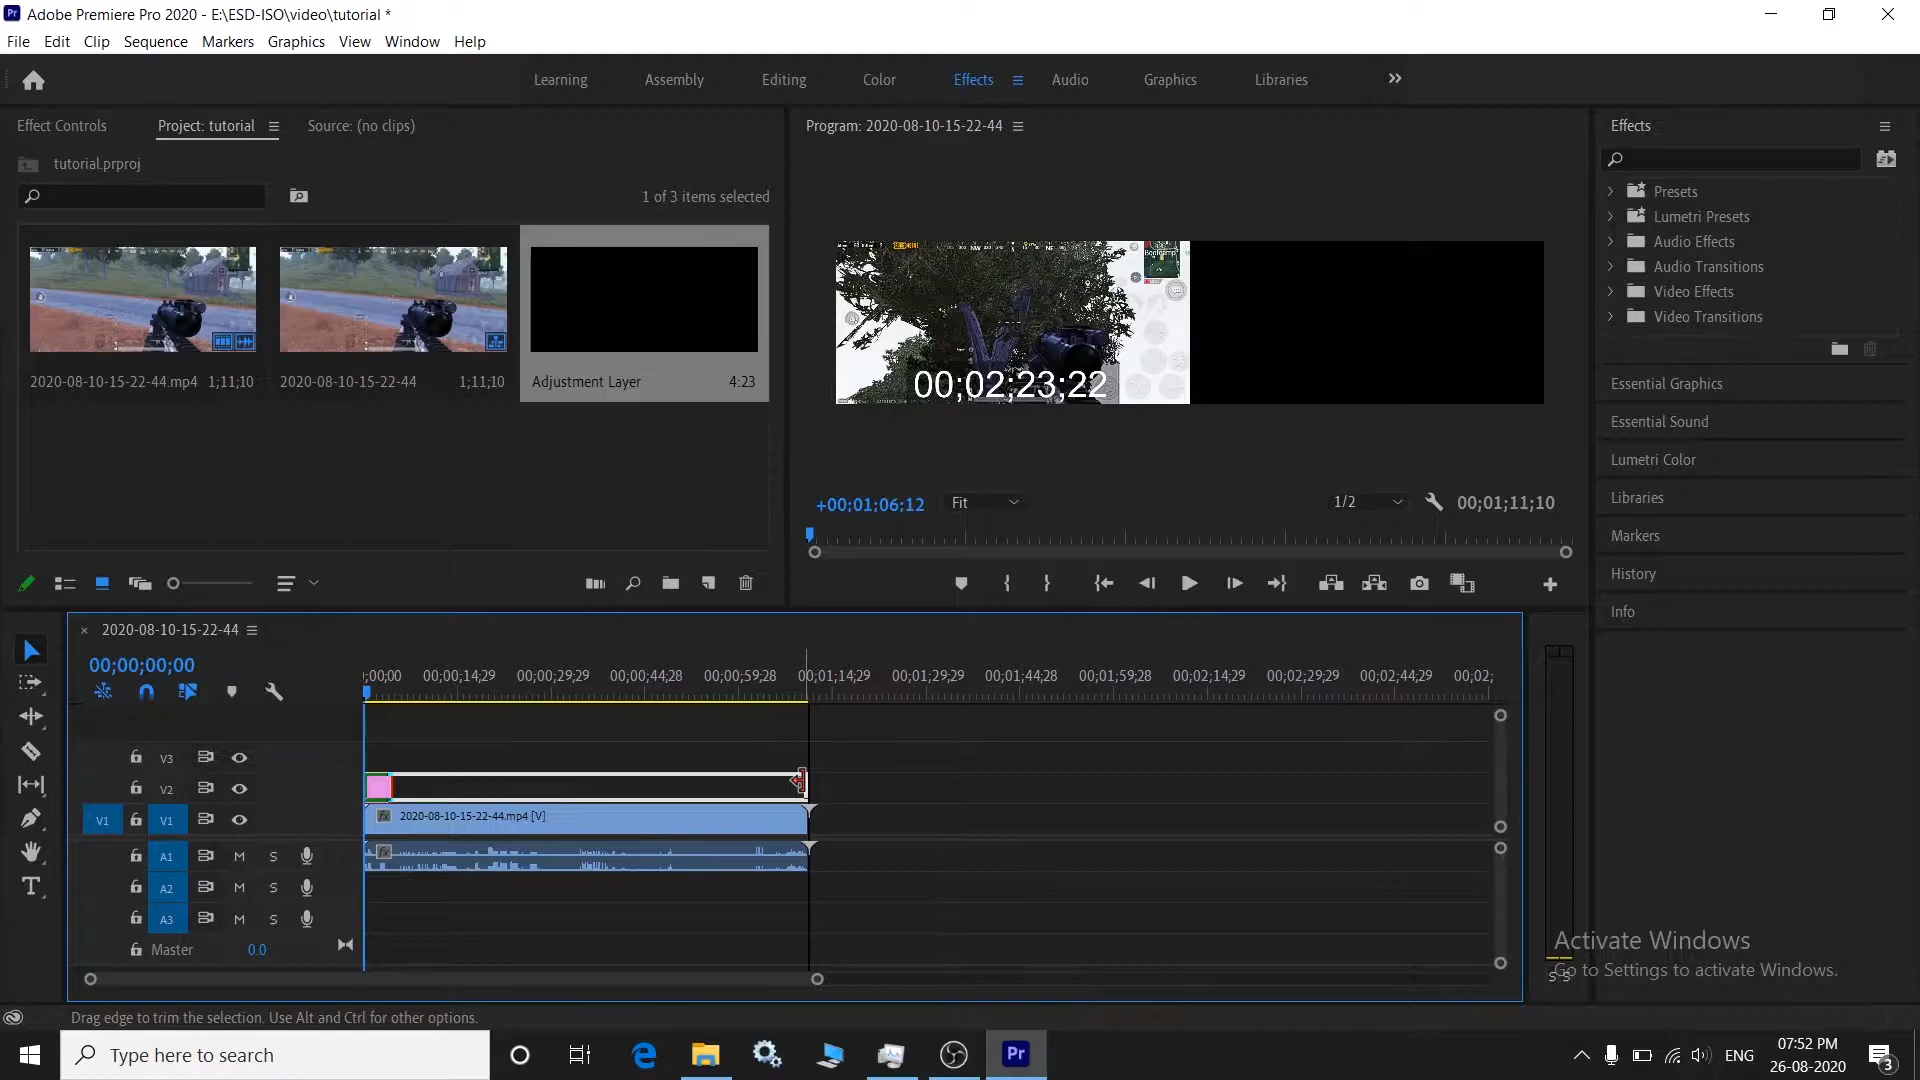 Adobe Premiere Pro 2020 - E:\ESD-ISO\video\tutorial *
File Edit Clip Sequence Markers Graphics View Window Help
Learning Assembly Editing Color Effects Audio Graphics Libraries
Effect Controls Project: tutorial Source: (no clips)
tutorial.prproj
1 of 3 items selected
2020-08-10-15-22-44.mp4 1;11;10
2020-08-10-15-22-44 1;11;10
Adjustment Layer 4:23
Program: 2020-08-10-15-22-44
00;02;23;22
+00;01;06;12 Fit 1/2 00;01;11;10
Effects
Presets
Lumetri Presets
Audio Effects
Audio Transitions
Video Effects
Video Transitions
Essential Graphics
Essential Sound
Lumetri Color
Libraries
Markers
History
Info
× 2020-08-10-15-22-44
00;00;00;00
;00;00 00;00;14;29 00;00;29;29 00;00;44;28 00;00;59;28 00;01;14;29 00;01;29;29 00;01;44;28 00;01;59;28 00;02;14;29 00;02;29;29 00;02;44;29 00;02;
V3
V2
V1 V1 fx 2020-08-10-15-22-44.mp4 [V]
A1 M S fx
A2 M S
A3 M S
Master 0.0
S S
Activate Windows
Go to Settings to activate Windows.
Drag edge to trim the selection. Use Alt and Ctrl for other options.
Type here to search
Pr
ENG
07:52 PM
26-08-2020
3